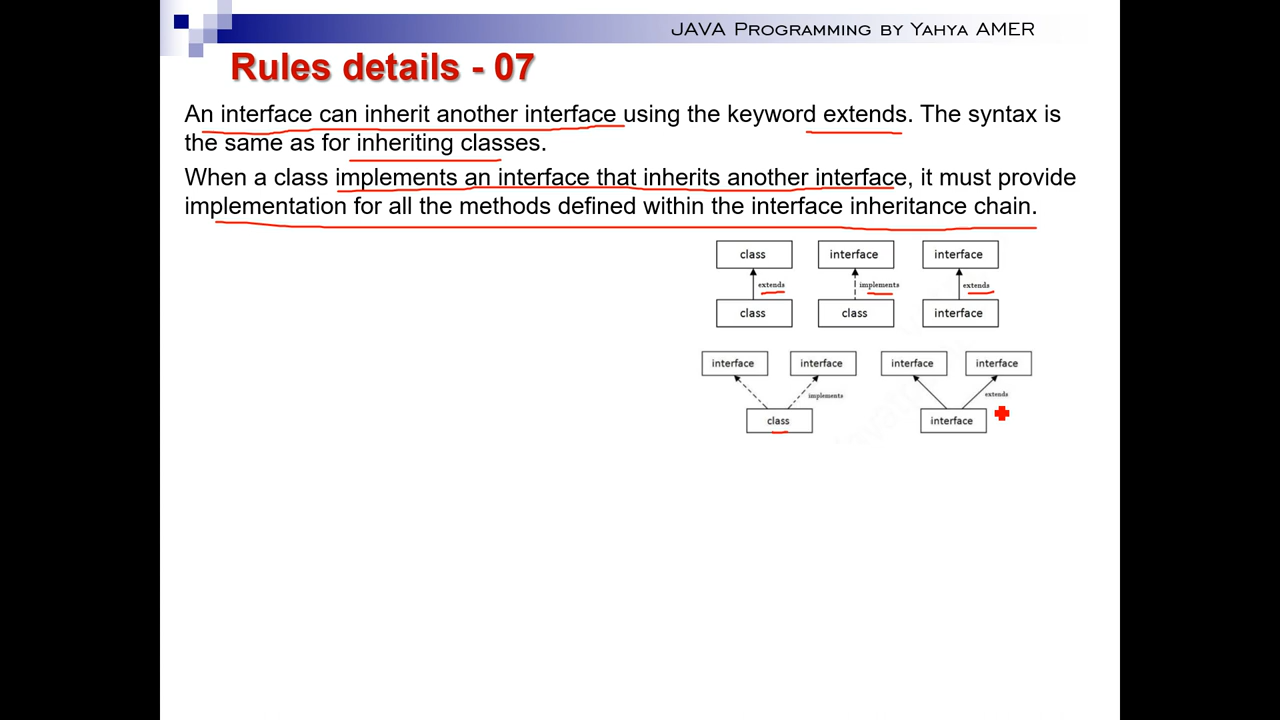 JAVA PROGRAMMING BY YAHYA AMER
Rules details - 07
An interface can inherit another interface using the keyword extends. The syntax is
the same as for inheriting classes.
When a class implements an interface that inherits another interface, it must provide
implementation for all the methods defined within the interface inheritance chain.
class interface interface
extends implements extends
class class interface
interface interface interface interface
implements extends
class interface